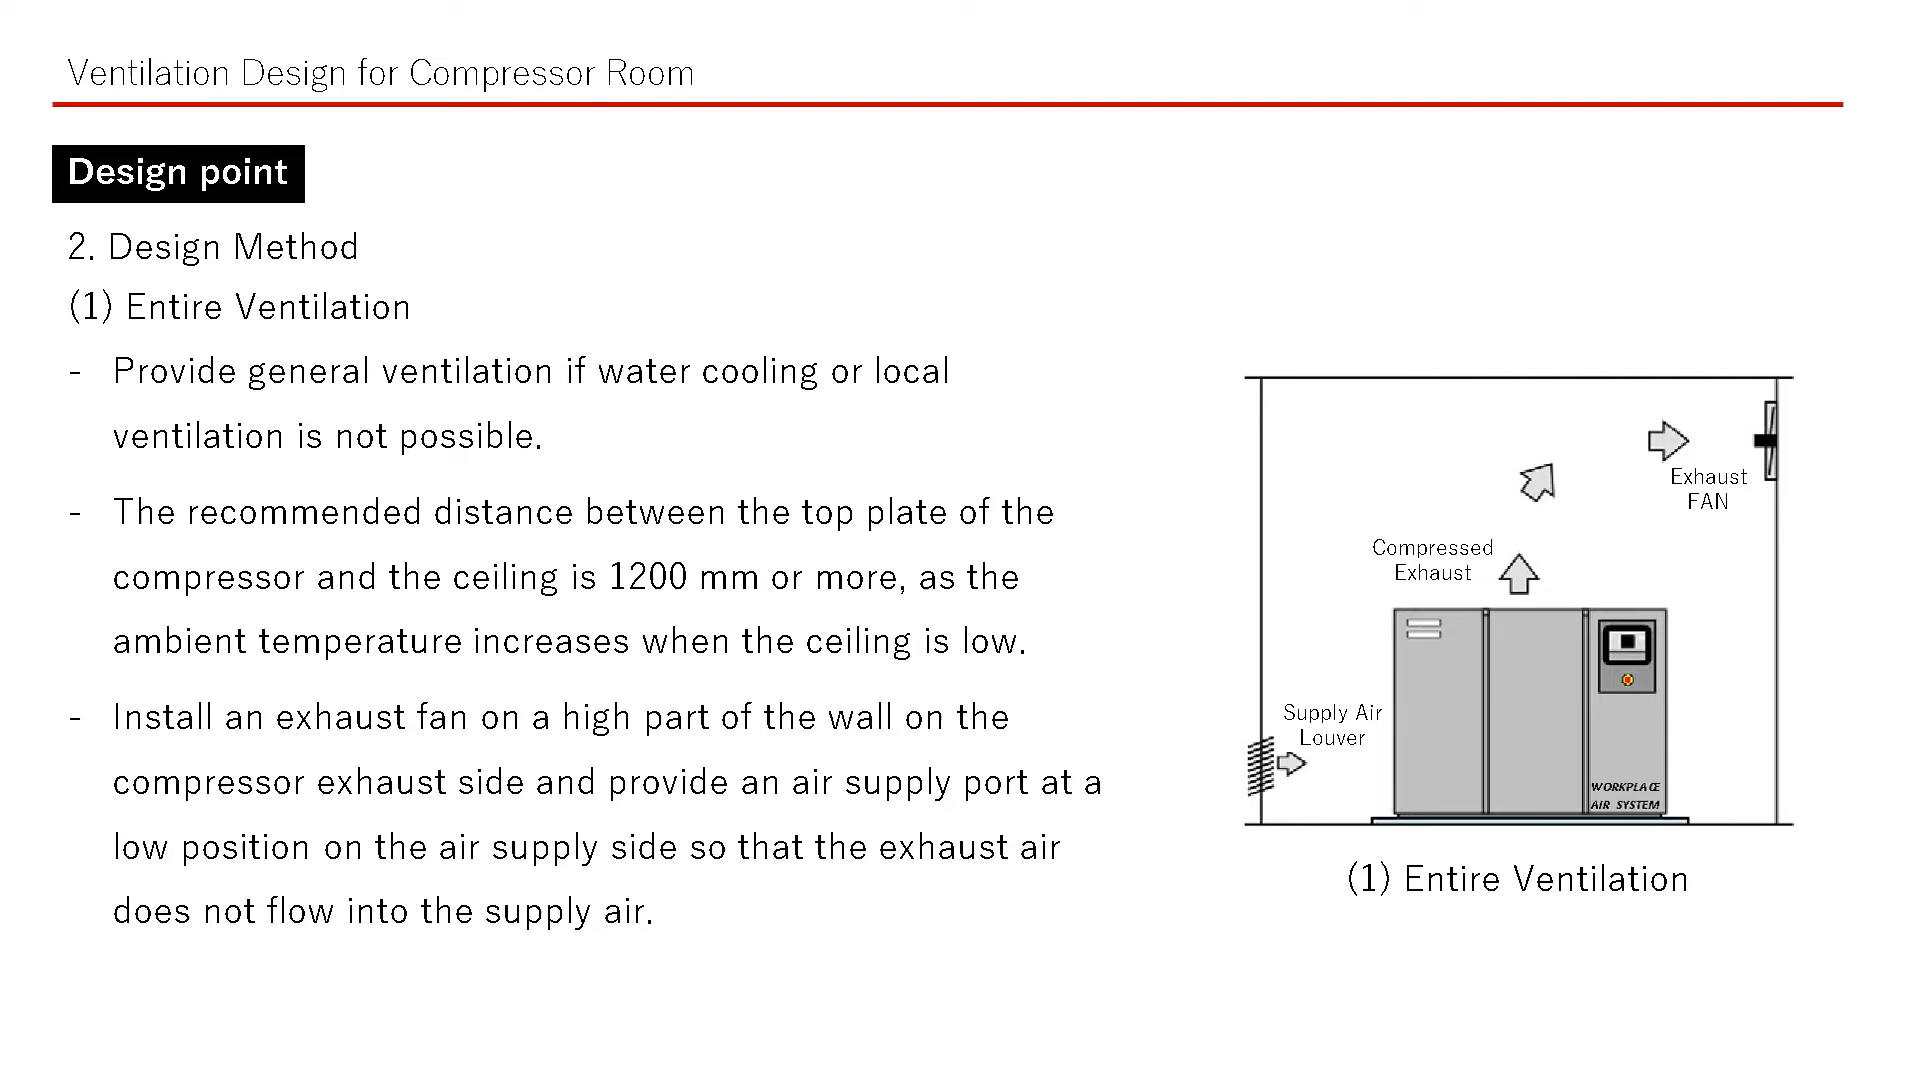 Ventilation Design for Compressor Room
Design point
2. Design Method
(1) Entire Ventilation
- Provide general ventilation if water cooling or local
ventilation is not possible.
- The recommended distance between the top plate of the
compressor and the ceiling is 1200 mm or more, as the
ambient temperature increases when the ceiling is low.
- Install an exhaust fan on a high part of the wall on the
compressor exhaust side and provide an air supply port at a
low position on the air supply side so that the exhaust air
does not flow into the supply air.
Exhaust
FAN
Compressed
Exhaust
Supply Air
Louver
WORKPLACE
AIR SYSTEM
(1) Entire Ventilation